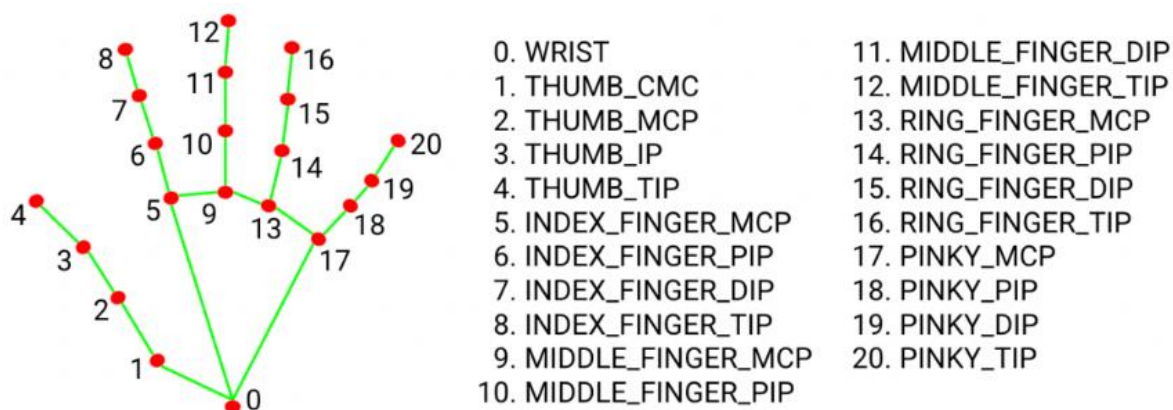 12
8
16
11
7
15
10
6
20
14
19
4
5
9
18
13
3
17
2
1
0
0. WRIST
1. THUMB_CMC
2. THUMB_MCP
3. THUMB_IP
4. THUMB_TIP
5. INDEX_FINGER_MCP
6. INDEX_FINGER_PIP
7. INDEX_FINGER_DIP
8. INDEX_FINGER_TIP
9. MIDDLE_FINGER_MCP
10. MIDDLE_FINGER_PIP
11. MIDDLE_FINGER_DIP
12. MIDDLE_FINGER_TIP
13. RING_FINGER_MCP
14. RING_FINGER_PIP
15. RING_FINGER_DIP
16. RING_FINGER_TIP
17. PINKY_MCP
18. PINKY_PIP
19. PINKY_DIP
20. PINKY_TIP